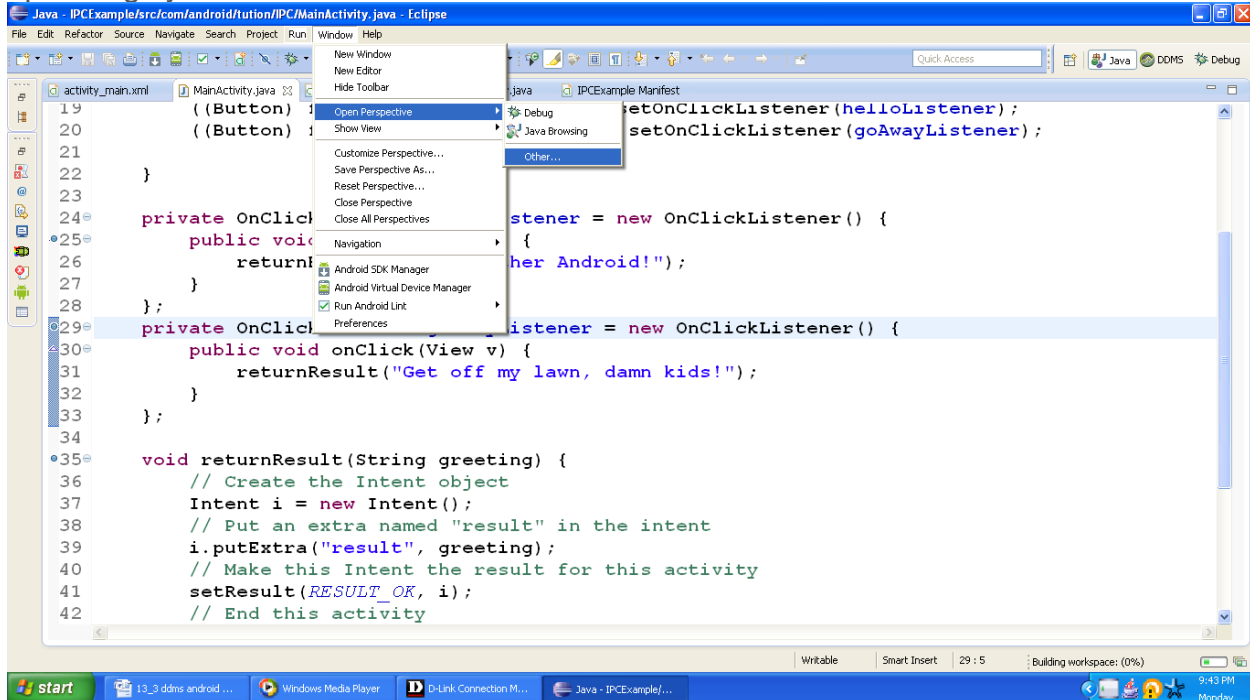 Java - IPCExample/src/com/android/tution/IPC/MainActivity.java - Eclipse
File Edit Refactor Source Navigate Search Project Run Window Help
Quick Access Java DDMS Debug
activity_main.xml MainActivity.java .java IPCExample Manifest
New Window
New Editor
Hide Toolbar
Open Perspective
Show View
Customize Perspective...
Save Perspective As...
Reset Perspective...
Close Perspective
Close All Perspectives
Navigation
Android SDK Manager
Android Virtual Device Manager
Run Android Lint
Preferences
Debug
Java Browsing
Other...
19 ((Button) setOnClickListener(helloListener);
20 ((Button) setOnClickListener(goAwayListener);
21
22 }
23
24 private OnClick stener = new OnClickListener() {
25 public voi {
26 return her Android!");
27 }
28 };
29 private OnClic istener = new OnClickListener() {
30 public void onClick(View v) {
31 returnResult("Get off my lawn, damn kids!");
32 }
33 };
34
35 void returnResult(String greeting) {
36 // Create the Intent object
37 Intent i = new Intent();
38 // Put an extra named "result" in the intent
39 i.putExtra("result", greeting);
40 // Make this Intent the result for this activity
41 setResult(RESULT_OK, i);
42 // End this activity
Writable Smart Insert 29 : 5 Building workspace: (0%)
start 13_3 ddms android ... Windows Media Player D-Link Connection M... Java - IPCExample/... 9:43 PM
Monday